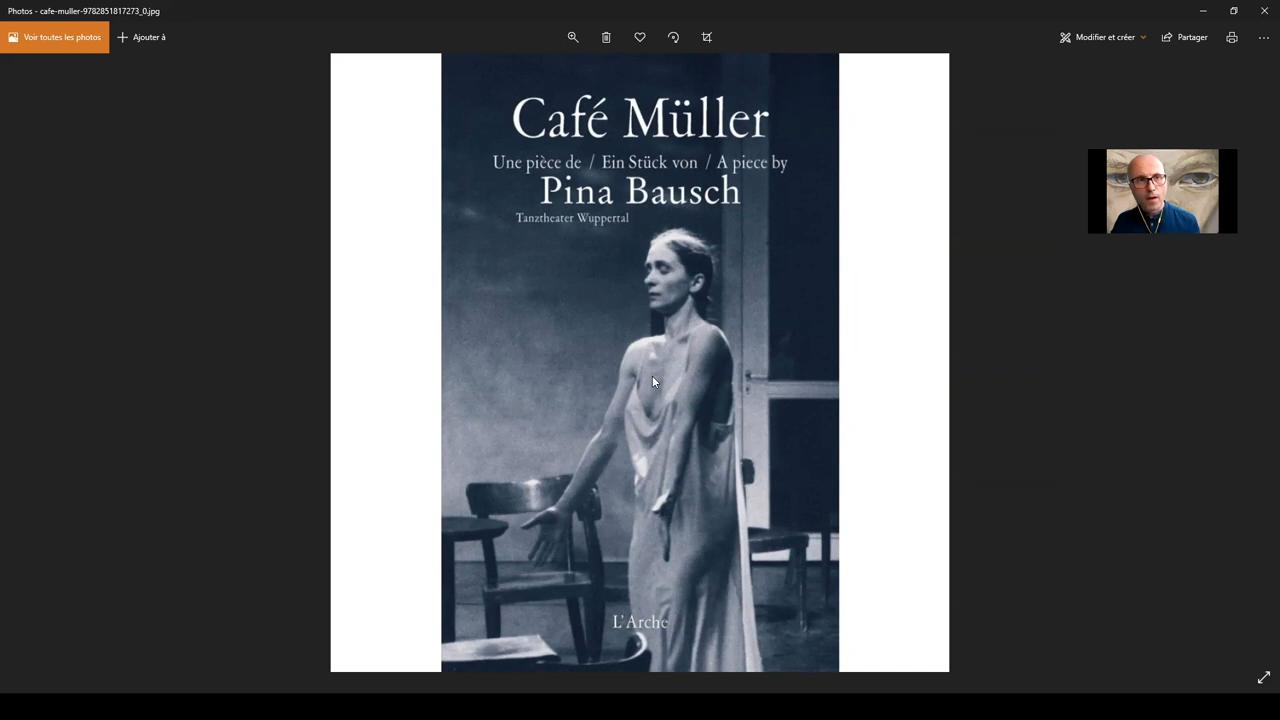 Photos - cafe-muller-9782851817273_0.jpg
Voir toutes les photos
Ajouter à
Modifier et créer
Partager
Café Müller
Une pièce de / Ein Stück von / A piece by
Pina Bausch
Tanztheater Wuppertal
L'Arche